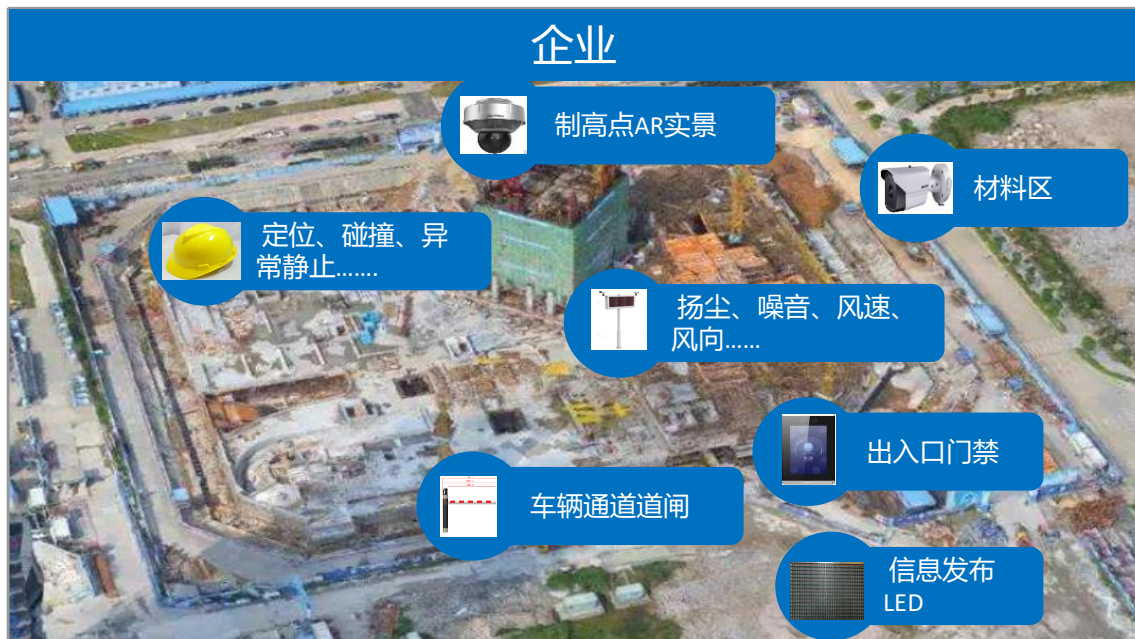 企业
制高点AR实景
材料区
定位、碰撞、异
常静止.......
扬尘、噪音、风速、
风向......
出入口门禁
车辆通道道闸
信息发布
LED